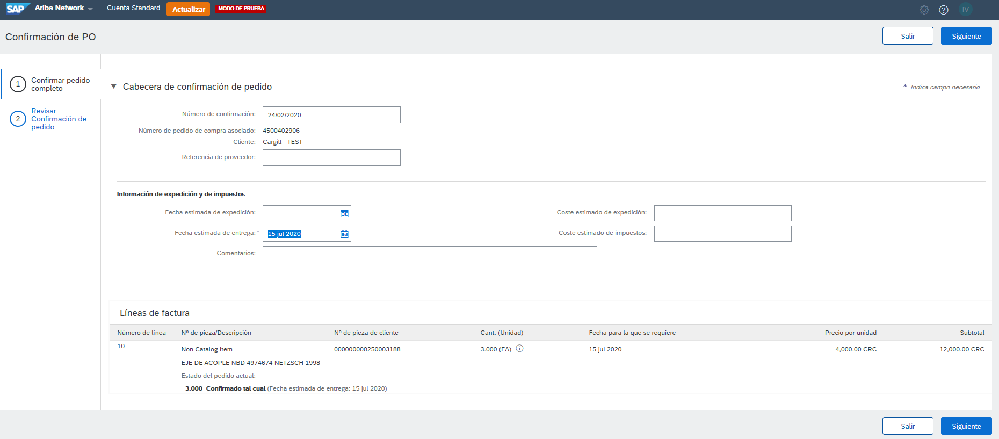 SAP Ariba Network Cuenta Standard Actualizar MODO DE PRUEBA ? IV
Confirmación de PO Salir Siguiente
1 Confirmar pedido
completo
2 Revisar
Confirmación de
pedido
Cabecera de confirmación de pedido * Indica campo necesario
Número de confirmación: 24/02/2020
Número de pedido de compra asociado: 4500402906
Cliente: Cargill - TEST
Referencia de proveedor:
Información de expedición y de impuestos
Fecha estimada de expedición: Coste estimado de expedición:
Fecha estimada de entrega:* 15 jul 2020 Coste estimado de impuestos:
Comentarios:
Líneas de factura
Número de línea Nº de pieza/Descripción Nº de pieza de cliente Cant. (Unidad) Fecha para la que se requiere Precio por unidad Subtotal
10 Non Catalog Item 000000000250003188 3.000 (EA) i 15 jul 2020 4,000.00 CRC 12,000.00 CRC
EJE DE ACOPLE NBD 4974674 NETZSCH 1998
Estado del pedido actual:
3.000 Confirmado tal cual (Fecha estimada de entrega: 15 jul 2020)
Salir Siguiente